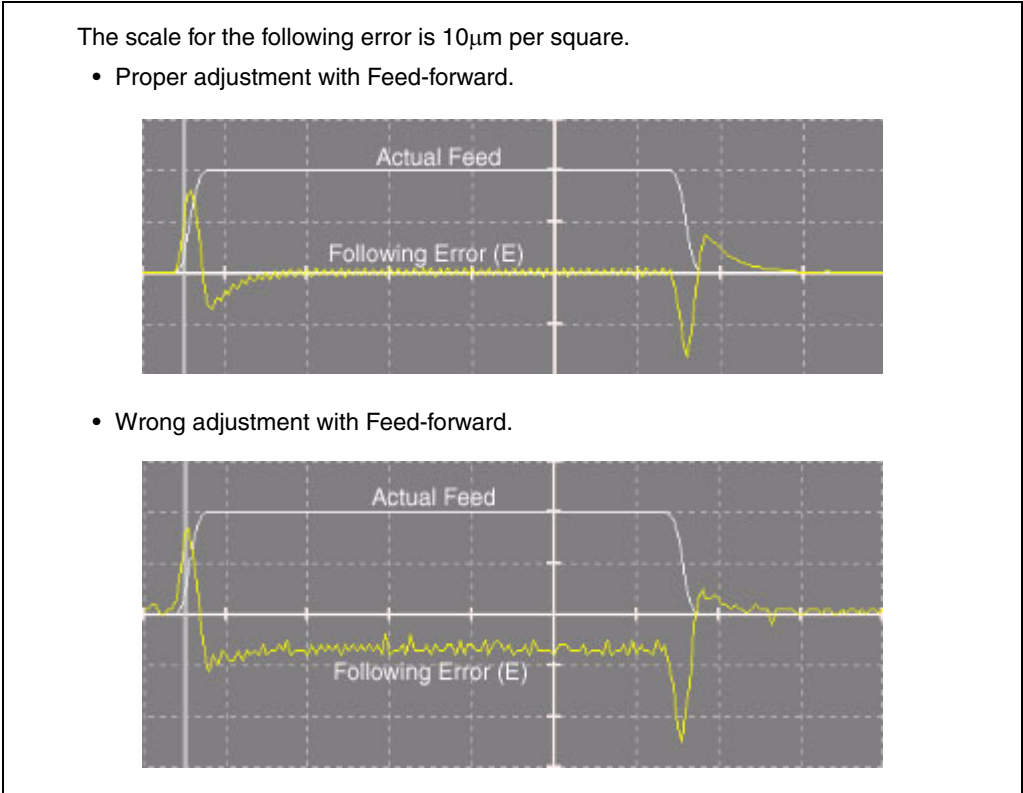 The scale for the following error is 10μm per square.
• Proper adjustment with Feed-forward.
Actual Feed
Following Error (E)
• Wrong adjustment with Feed-forward.
Actual Feed
Following Error (E)